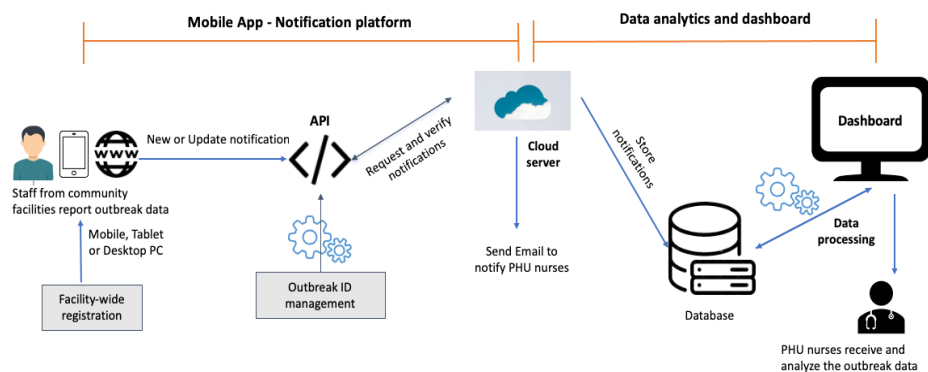 Mobile App - Notification platform
Data analytics and dashboard
API
New or Update notification
WWW
Request and verify
notifications
Cloud
server
Store
notifications
Dashboard
Staff from community
facilities report outbreak data
Mobile, Tablet
or Desktop PC
Facility-wide
registration
Outbreak ID
management
Send Email to
notify PHU nurses
Data
processing
Database
PHU nurses receive and
analyze the outbreak data